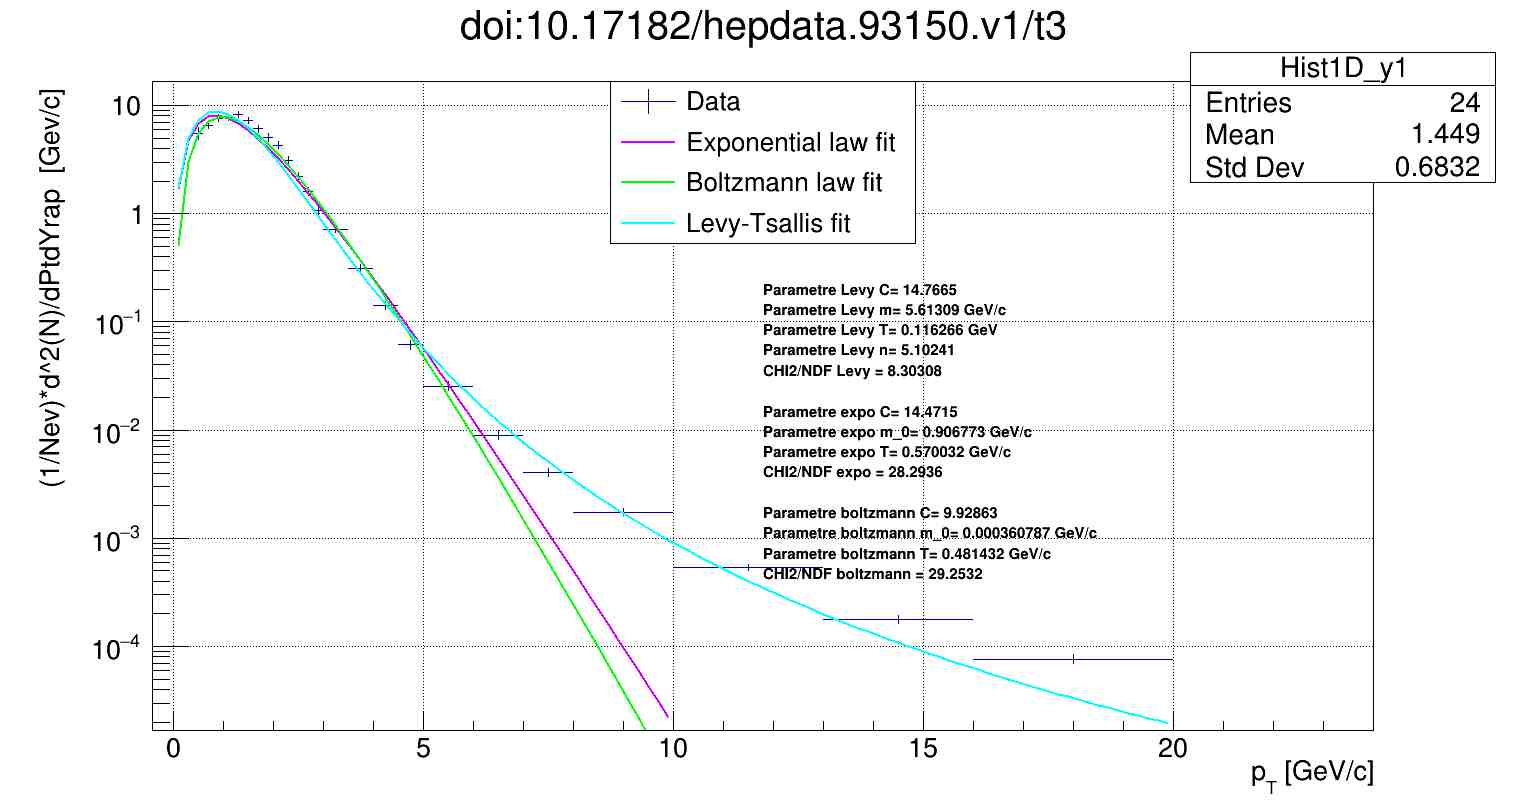 doi:10.17182/hepdata.93150.v1/t3
Hist1D_y1
Entries 24
Mean 1.449
Std Dev 0.6832
Data
Exponential law fit
Boltzmann law fit
Levy-Tsallis fit
(1/Nev)*d^2(N)/dPtdYrap [Gev/c]
10
1
10−1
10−2
10−3
10−4
Parametre Levy C= 14.7665
Parametre Levy m= 5.61309 GeV/c
Parametre Levy T= 0.116266 GeV
Parametre Levy n= 5.10241
CHI2/NDF Levy = 8.30308
Parametre expo C= 14.4715
Parametre expo m_0= 0.906773 GeV/c
Parametre expo T= 0.570032 GeV/c
CHI2/NDF expo = 28.2936
Parametre boltzmann C= 9.92863
Parametre boltzmann m_0= 0.000360787 GeV/c
Parametre boltzmann T= 0.481432 GeV/c
CHI2/NDF boltzmann = 29.2532
0 5 10 15 20
pT [GeV/c]